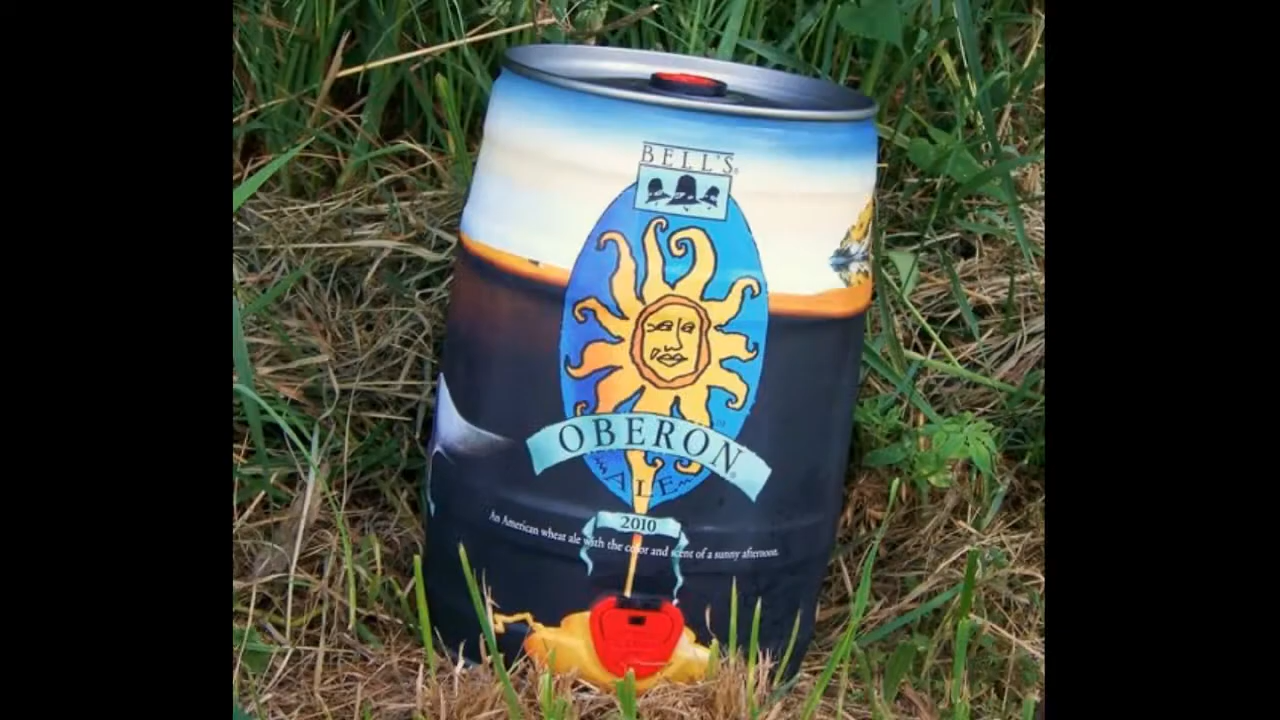 BELL'S
OBERON
ALE
2010
An American wheat ale with the color and scent of a sunny afternoon.